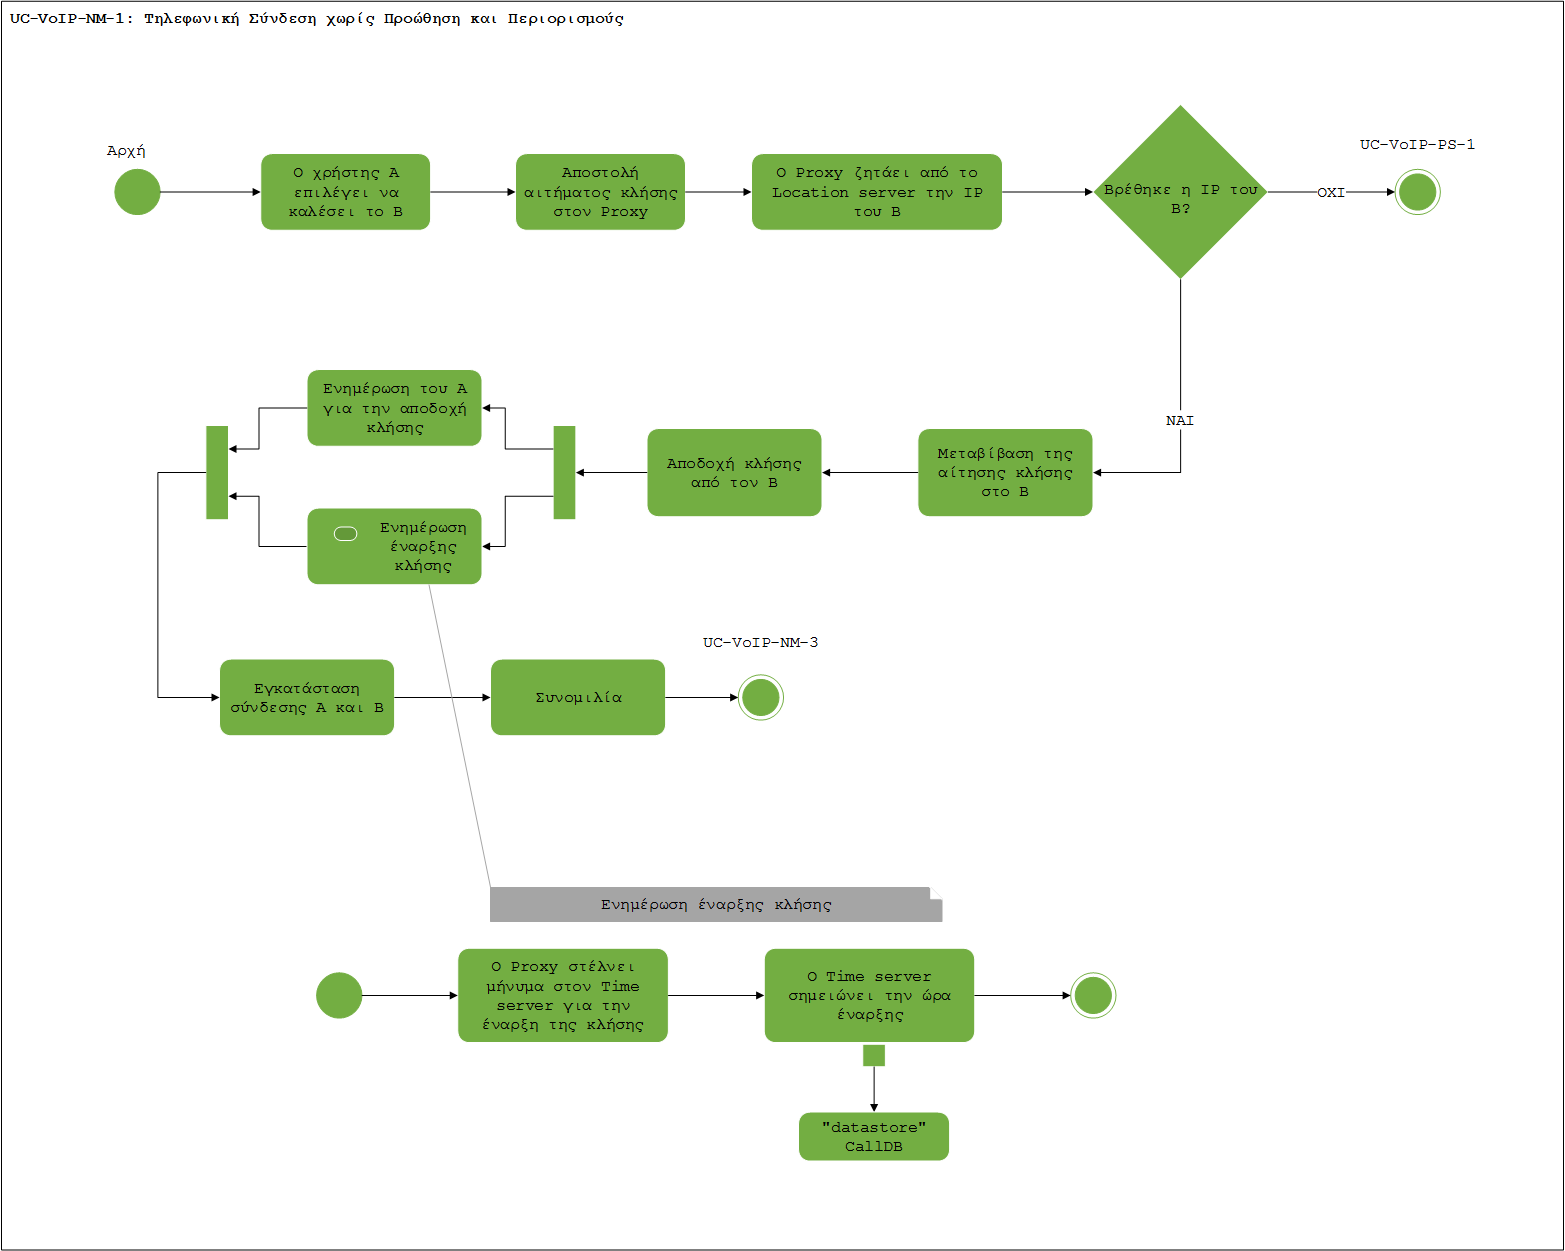 UC-VoIP-NM-1: Τηλεφωνική Σύνδεση χωρίς Προώθηση και Περιορισμούς
Αρχή
Ο χρήστης Α
επιλέγει να
καλέσει το Β
Αποστολή
αιτήματος κλήσης
στον Proxy
Ο Proxy ζητάει από το
Location server την IP
του Β
Βρέθηκε η IP του
Β?
ΟΧΙ
UC-VoIP-PS-1
ΝΑΙ
Μεταβίβαση της
αίτησης κλήσης
στο Β
Αποδοχή κλήσης
από τον Β
Ενημέρωση του Α
για την αποδοχή
κλήσης
Ενημέρωση
έναρξης
κλήσης
Εγκατάσταση
σύνδεσης Α και Β
Συνομιλία
UC-VoIP-NM-3
Ενημέρωση έναρξης κλήσης
Ο Proxy στέλνει
μήνυμα στον Time
server για την
έναρξη της κλήσης
Ο Time server
σημειώνει την ώρα
έναρξης
"datastore"
CallDB